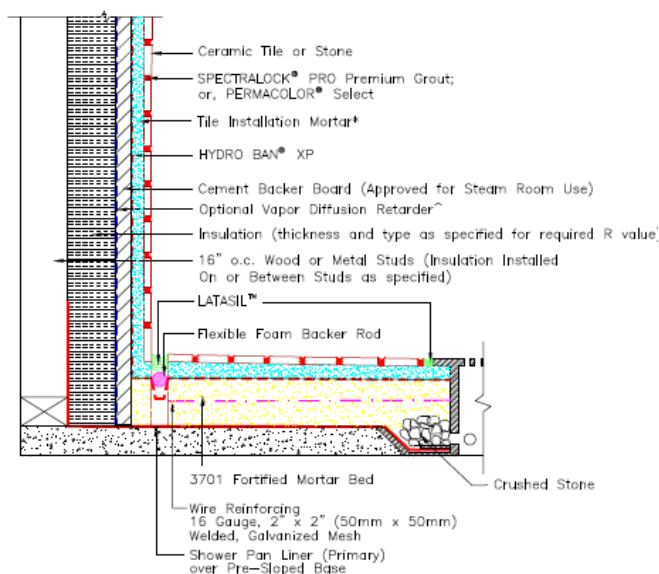 Ceramic Tile or Stone
SPECTRALOCK® PRO Premium Grout;
or, PERMACOLOR® Select
Tile Installation Mortar*
HYDRO BAN® XP
Cement Backer Board (Approved for Steam Room Use)
Optional Vapor Diffusion Retarder^
Insulation (thickness and type as specified for required R value)
16" o.c. Wood or Metal Studs (Insulation Installed
On or Between Studs as specified)
LATASIL™
Flexible Foam Backer Rod
3701 Fortified Mortar Bed
Crushed Stone
Wire Reinforcing
16 Gauge, 2" x 2" (50mm x 50mm)
Welded, Galvanized Mesh
Shower Pan Liner (Primary)
over Pre-Sloped Base